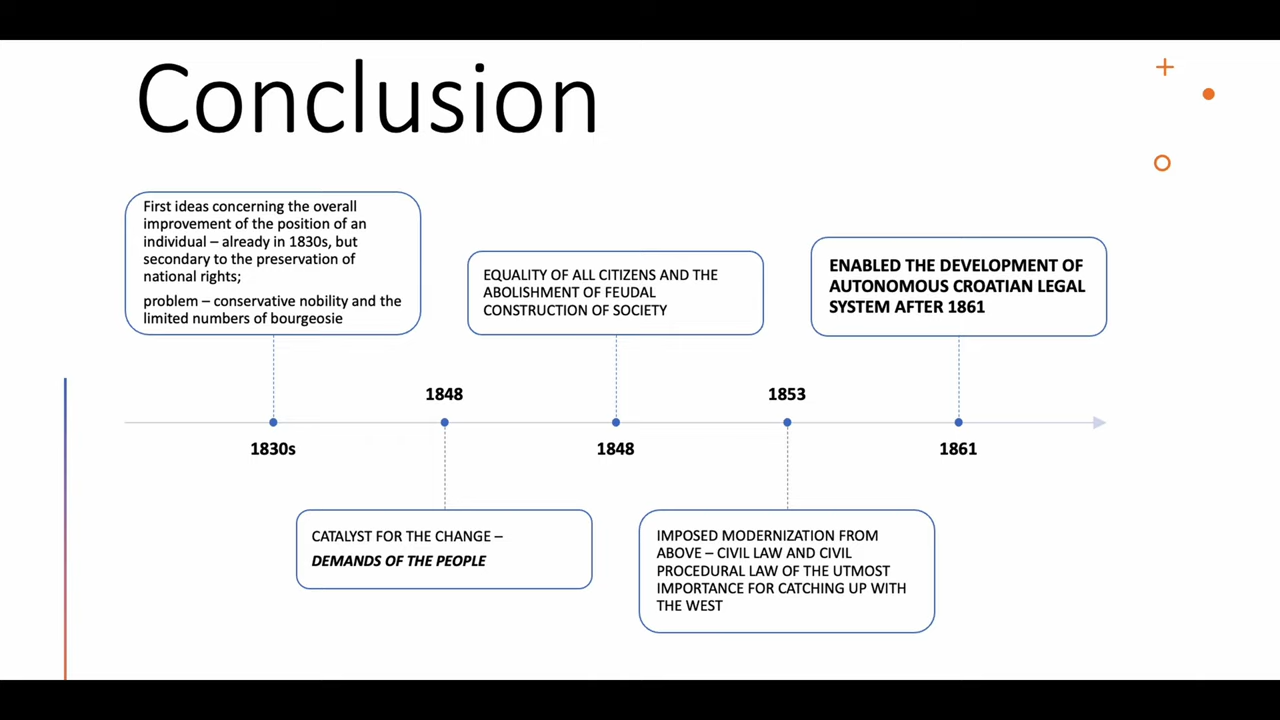 Conclusion
First ideas concerning the overall
improvement of the position of an
individual – already in 1830s, but
secondary to the preservation of
national rights;
problem – conservative nobility and the
limited numbers of bourgeosie
EQUALITY OF ALL CITIZENS AND THE
ABOLISHMENT OF FEUDAL
CONSTRUCTION OF SOCIETY
ENABLED THE DEVELOPMENT OF
AUTONOMOUS CROATIAN LEGAL
SYSTEM AFTER 1861
1848
1853
1830s
1848
1861
CATALYST FOR THE CHANGE –
DEMANDS OF THE PEOPLE
IMPOSED MODERNIZATION FROM
ABOVE – CIVIL LAW AND CIVIL
PROCEDURAL LAW OF THE UTMOST
IMPORTANCE FOR CATCHING UP WITH
THE WEST